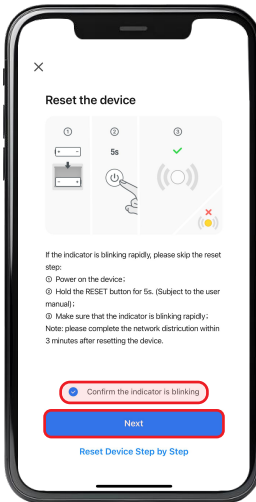 Reset the device
① ② ③
5s
If the indicator is blinking rapidly, please skip the reset
step:
① Power on the device;
② Hold the RESET button for 5s. (Subject to the user
manual);
③ Make sure that the indicator is blinking rapidly;
Note: please complete the network districution within
3 minutes after resetting the device.
Confirm the indicator is blinking
Next
Reset Device Step by Step